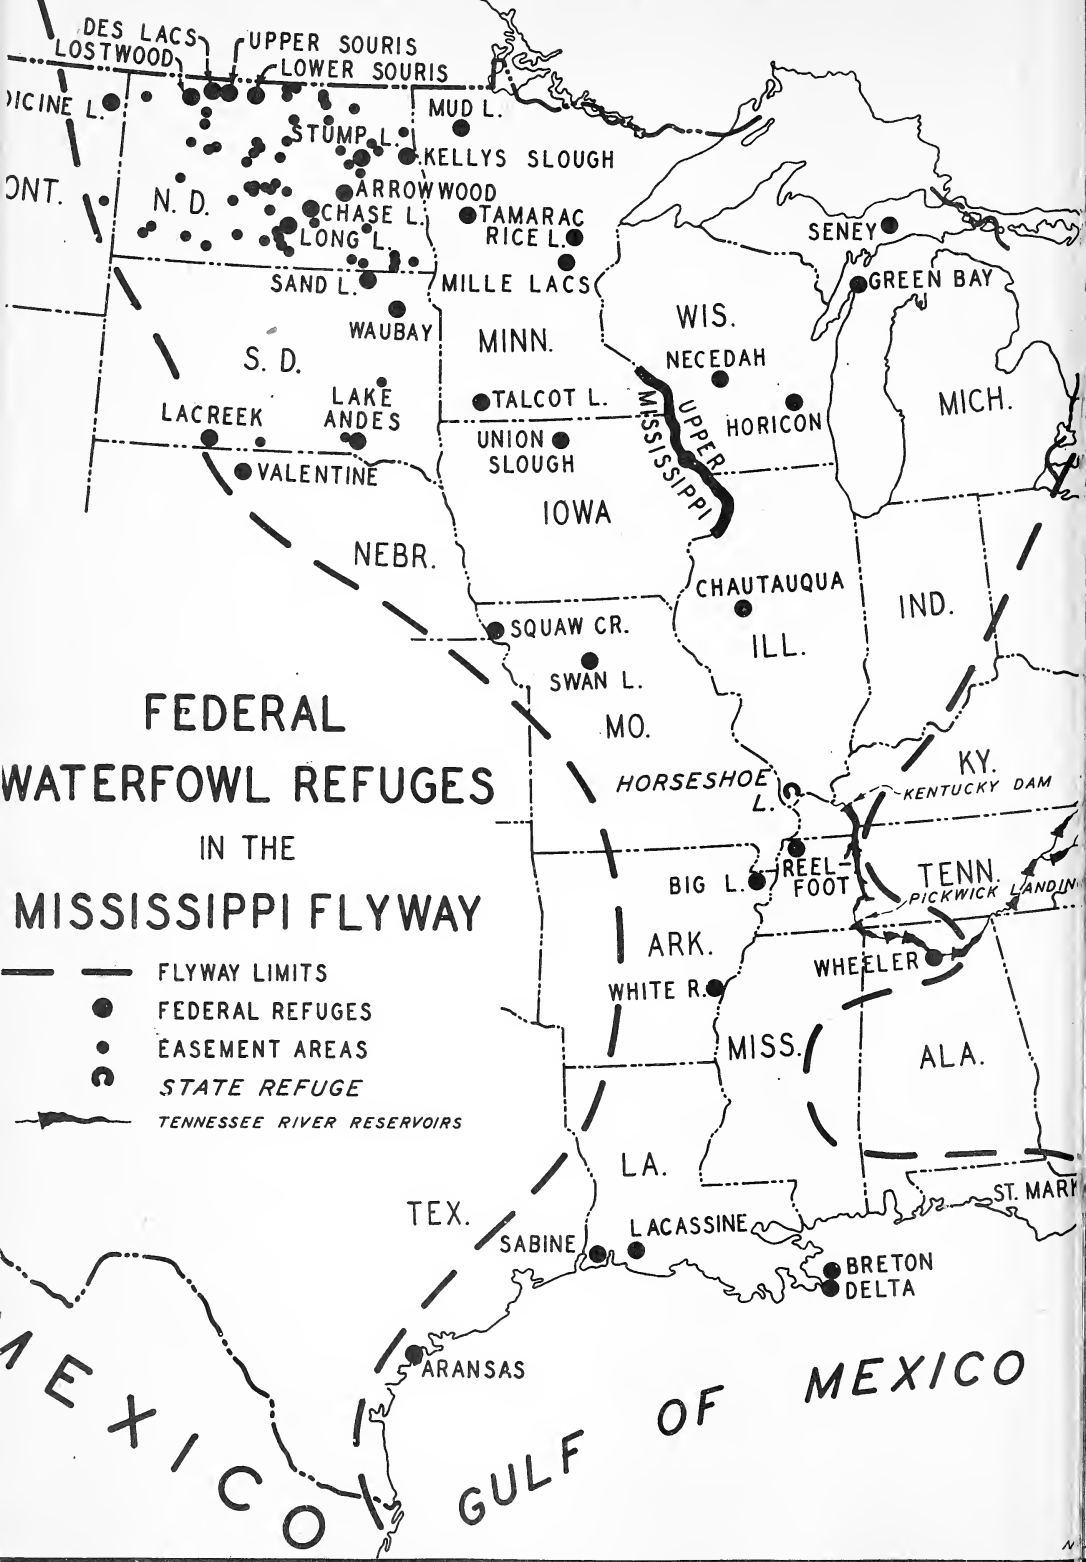 DES LACS
UPPER SOURIS
LOSTWOOD
LOWER SOURIS
DICINE L.
MUD L.
STUMP L.
KELLYS SLOUGH
ONT.
N. D.
ARROWWOOD
CHASE L.
TAMARAC
RICE L.
LONG L.
SENEY
SAND L.
MILLE LACS
GREEN BAY
WAUBAY
MINN.
WIS.
S. D.
NECEDAH
LAKE
ANDES
TALCOT L.
MICH.
LACREEK
HORICON
UPPER
MISSISSIPPI
UNION
SLOUGH
VALENTINE
IOWA
NEBR.
CHAUTAUQUA
IND.
SQUAW CR.
ILL.
SWAN L.
MO.
FEDERAL
WATERFOWL REFUGES
IN THE
MISSISSIPPI FLYWAY
HORSESHOE
L.
KY.
KENTUCKY DAM
REEL-
FOOT
BIG L.
TENN.
PICKWICK LANDIN
ARK.
WHEELER
WHITE R.
MISS.
ALA.
FLYWAY LIMITS
FEDERAL REFUGES
EASEMENT AREAS
STATE REFUGE
TENNESSEE RIVER RESERVOIRS
LA.
TEX.
ST. MARK
SABINE
LACASSINE
BRETON
DELTA
ARANSAS
MEXICO
GULF OF MEXICO
N